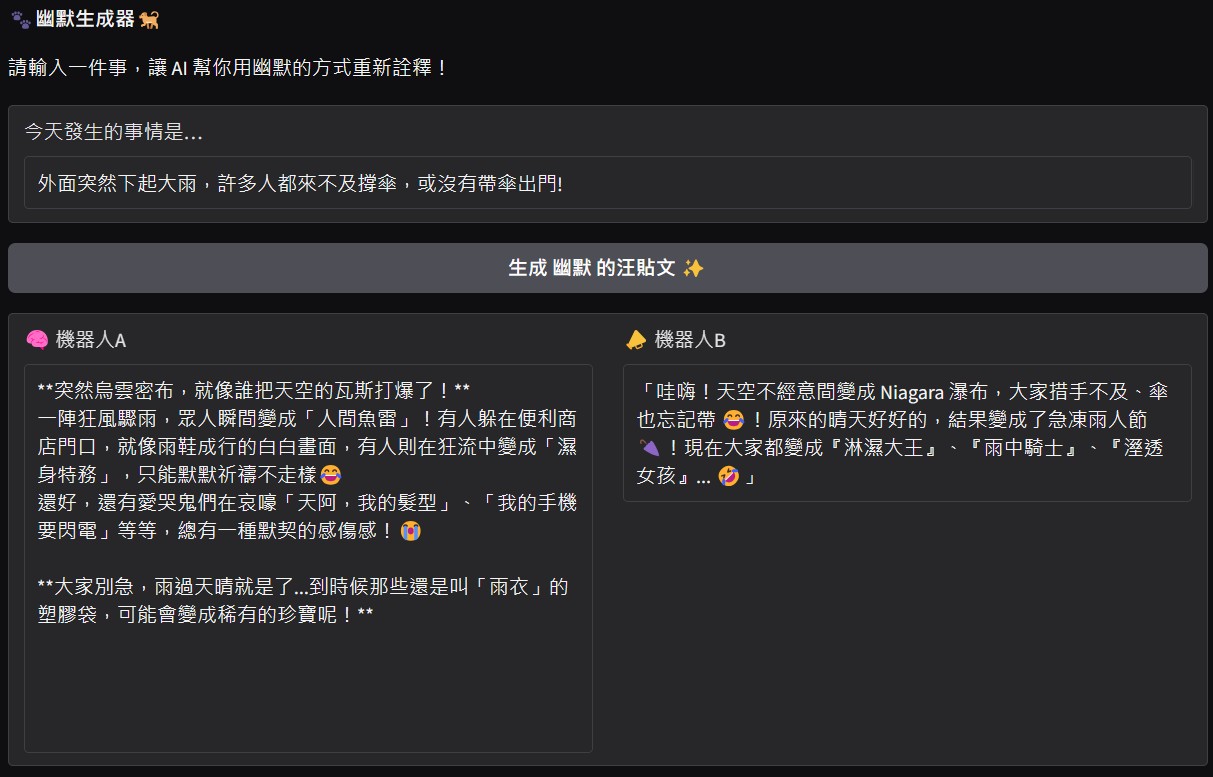 🐾 幽默生成器🐕
請輸入一件事，讓 AI 幫你用幽默的方式重新詮釋！
今天發生的事情是…
外面突然下起大雨，許多人都來不及撐傘，或沒有帶傘出門!
生成 幽默 的汪貼文 ✨
🧠 機器人A
**突然烏雲密布，就像誰把天空的瓦斯打爆了！**
一陣狂風驟雨，眾人瞬間變成「人間魚雷」！有人躲在便利商
店門口，就像雨鞋成行的白白畫面，有人則在狂流中變成「濕
身特務」，只能默默祈禱不走樣😂
還好，還有愛哭鬼們在哀嚎「天阿，我的髮型」、「我的手機
要閃電」等等，總有一種默契的感傷感！😭
**大家別急，雨過天晴就是了...到時候那些還是叫「雨衣」的
塑膠袋，可能會變成稀有的珍寶呢！**
📣 機器人B
「哇嗨！天空不經意間變成 Niagara 瀑布，大家措手不及、傘
也忘記帶 😂！原來的晴天好好的，結果變成了急凍雨人節
🌂！現在大家都變成『淋濕大王』、『雨中騎士』、『溼透
女孩』... 🤣 」